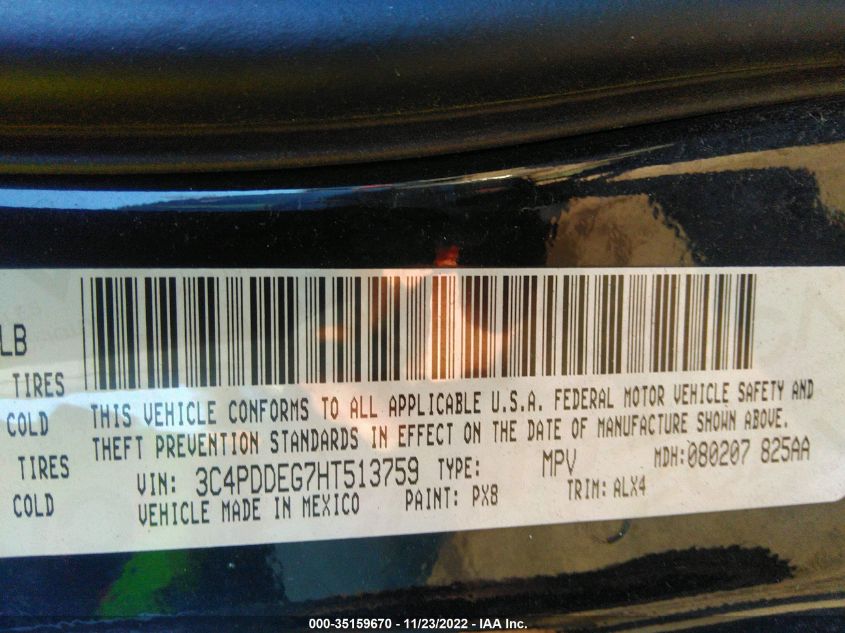 LB
TIRES
COLD
THIS VEHICLE CONFORMS TO ALL APPLICABLE U.S.A. FEDERAL MOTOR VEHICLE SAFETY AND
THEFT PREVENTION STANDARDS IN EFFECT ON THE DATE OF MANUFACTURE SHOWN ABOVE.
TIRES
COLD
VIN: 3C4PDDEG7HT513759 TYPE: MPV MDH:080207 825AA
VEHICLE MADE IN MEXICO PAINT: PX8 TRIM: ALX4
000-35159670 - 11/23/2022 - IAA Inc.